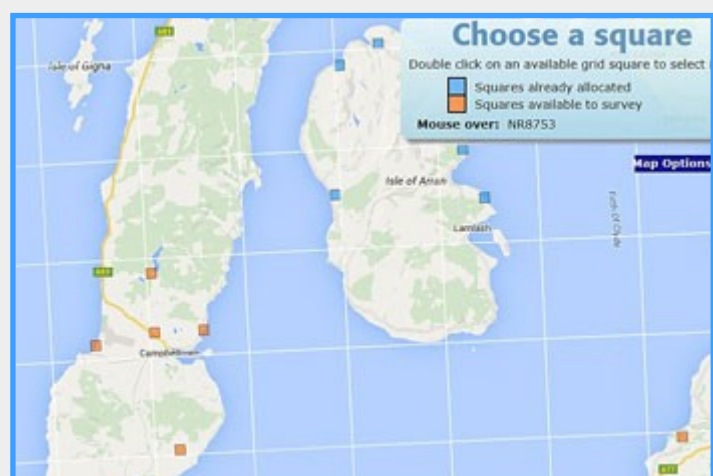 Choose a square
Double click on an available grid square to select
Squares already allocated
Squares available to survey
Mouse over: NR8753
Map Options
A83
Isle of Gigha
Isle of Arran
Lamlash
Firth Of Clyde
A83
Campbeltown
A77